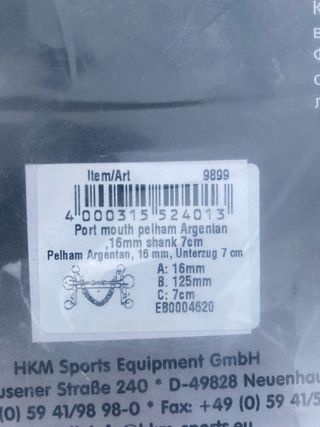 Item/Art 9899
4 000315 524013
Port mouth pelham Argentan
,16mm shank 7cm
Pelham Argentan, 16 mm, Unterzug 7 cm
A: 16mm
B. 125mm
C: 7cm
EB0004620
HKM Sports Equipment GmbH
usener Straße 240 * D-49828 Neuenhau
(0) 59 41/98 98-0 * Fax: +49 (0) 59 41/5